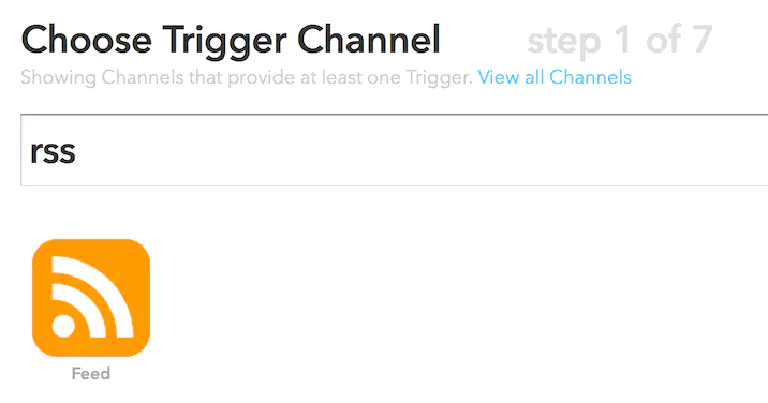 Choose Trigger Channel step 1 of 7
Showing Channels that provide at least one Trigger. View all Channels
rss
Feed